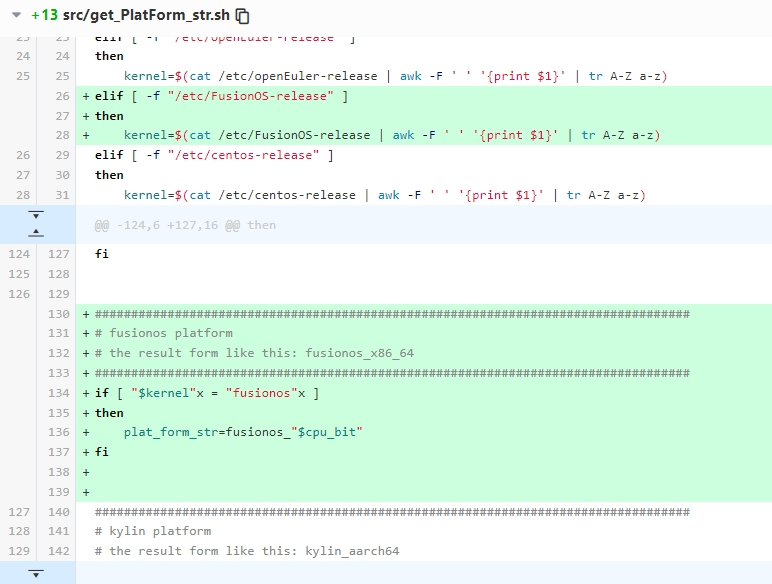 +13 src/get_PlatForm_str.sh
23 23 elif [ -f "/etc/openEuler-release" ]
24 24 then
25 25 kernel=$(cat /etc/openEuler-release | awk -F ' ' '{print $1}' | tr A-Z a-z)
26 + elif [ -f "/etc/FusionOS-release" ]
27 + then
28 + kernel=$(cat /etc/FusionOS-release | awk -F ' ' '{print $1}' | tr A-Z a-z)
26 29 elif [ -f "/etc/centos-release" ]
27 30 then
28 31 kernel=$(cat /etc/centos-release | awk -F ' ' '{print $1}' | tr A-Z a-z)
@@ -124,6 +127,16 @@ then
124 127 fi
125 128
126 129
130 + ##################################################################################
131 + # fusionos platform
132 + # the result form like this: fusionos_x86_64
133 + ##################################################################################
134 + if [ "$kernel"x = "fusionos"x ]
135 + then
136 + plat_form_str=fusionos_"$cpu_bit"
137 + fi
138 +
139 +
127 140 ##################################################################################
128 141 # kylin platform
129 142 # the result form like this: kylin_aarch64